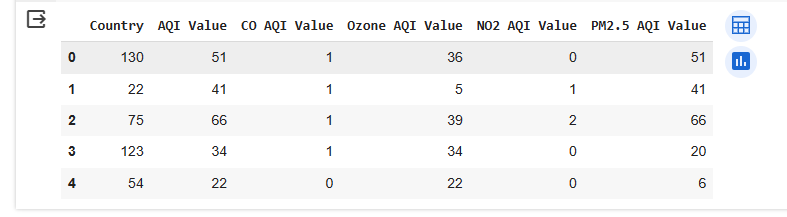 Country AQI Value CO AQI Value Ozone AQI Value NO2 AQI Value PM2.5 AQI Value
0 130 51 1 36 0 51
1 22 41 1 5 1 41
2 75 66 1 39 2 66
3 123 34 1 34 0 20
4 54 22 0 22 0 6